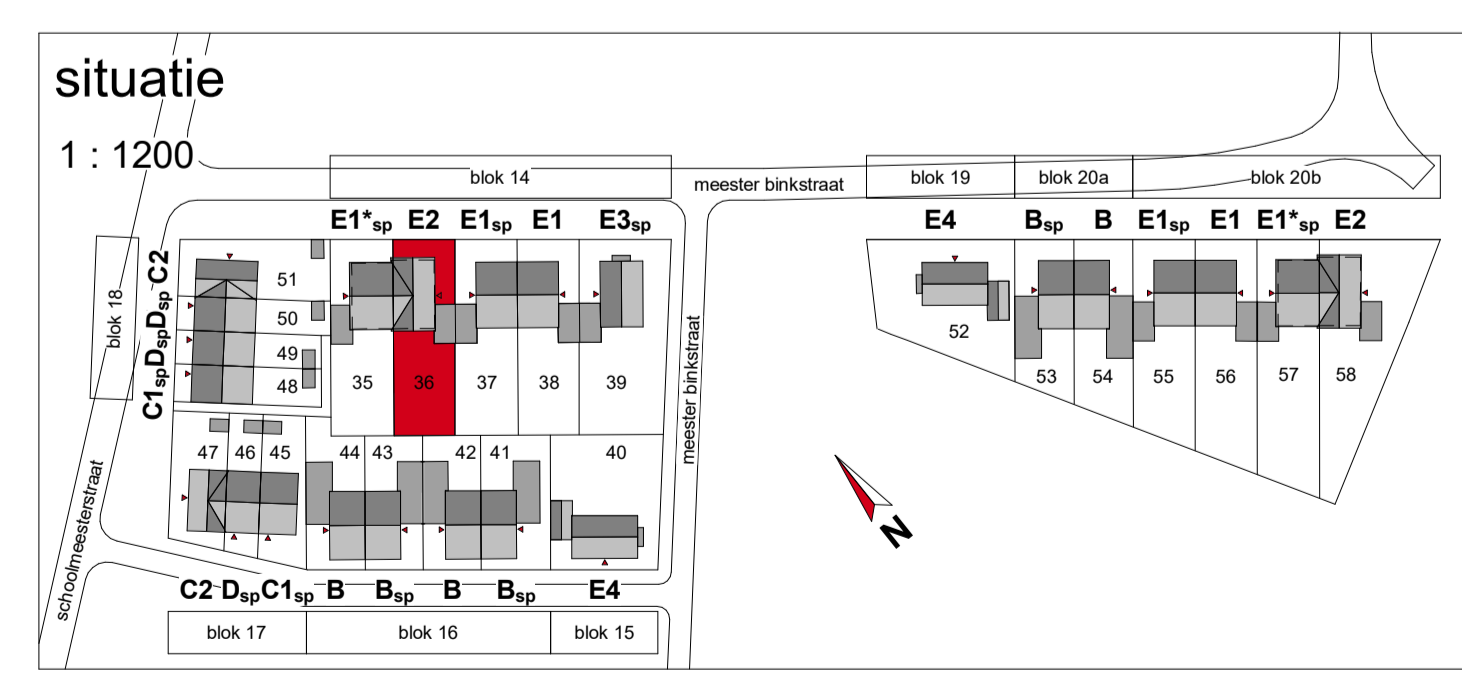 situatie
1 : 1200
blok 14
meester binkstraat
blok 19
blok 20a
blok 20b
E1*sp E2 E1sp E1 E3sp
E4 Bsp B E1sp E1 E1*sp E2
blok 18
C1spDspDspC2
51
50
49
48
35
36
37
38
39
52
53
54
55
56
57
58
meester binkstraat
47
46
45
44
43
42
41
40
schoolmeesterstraat
N
C2 DspC1sp B Bsp B Bsp E4
blok 17
blok 16
blok 15